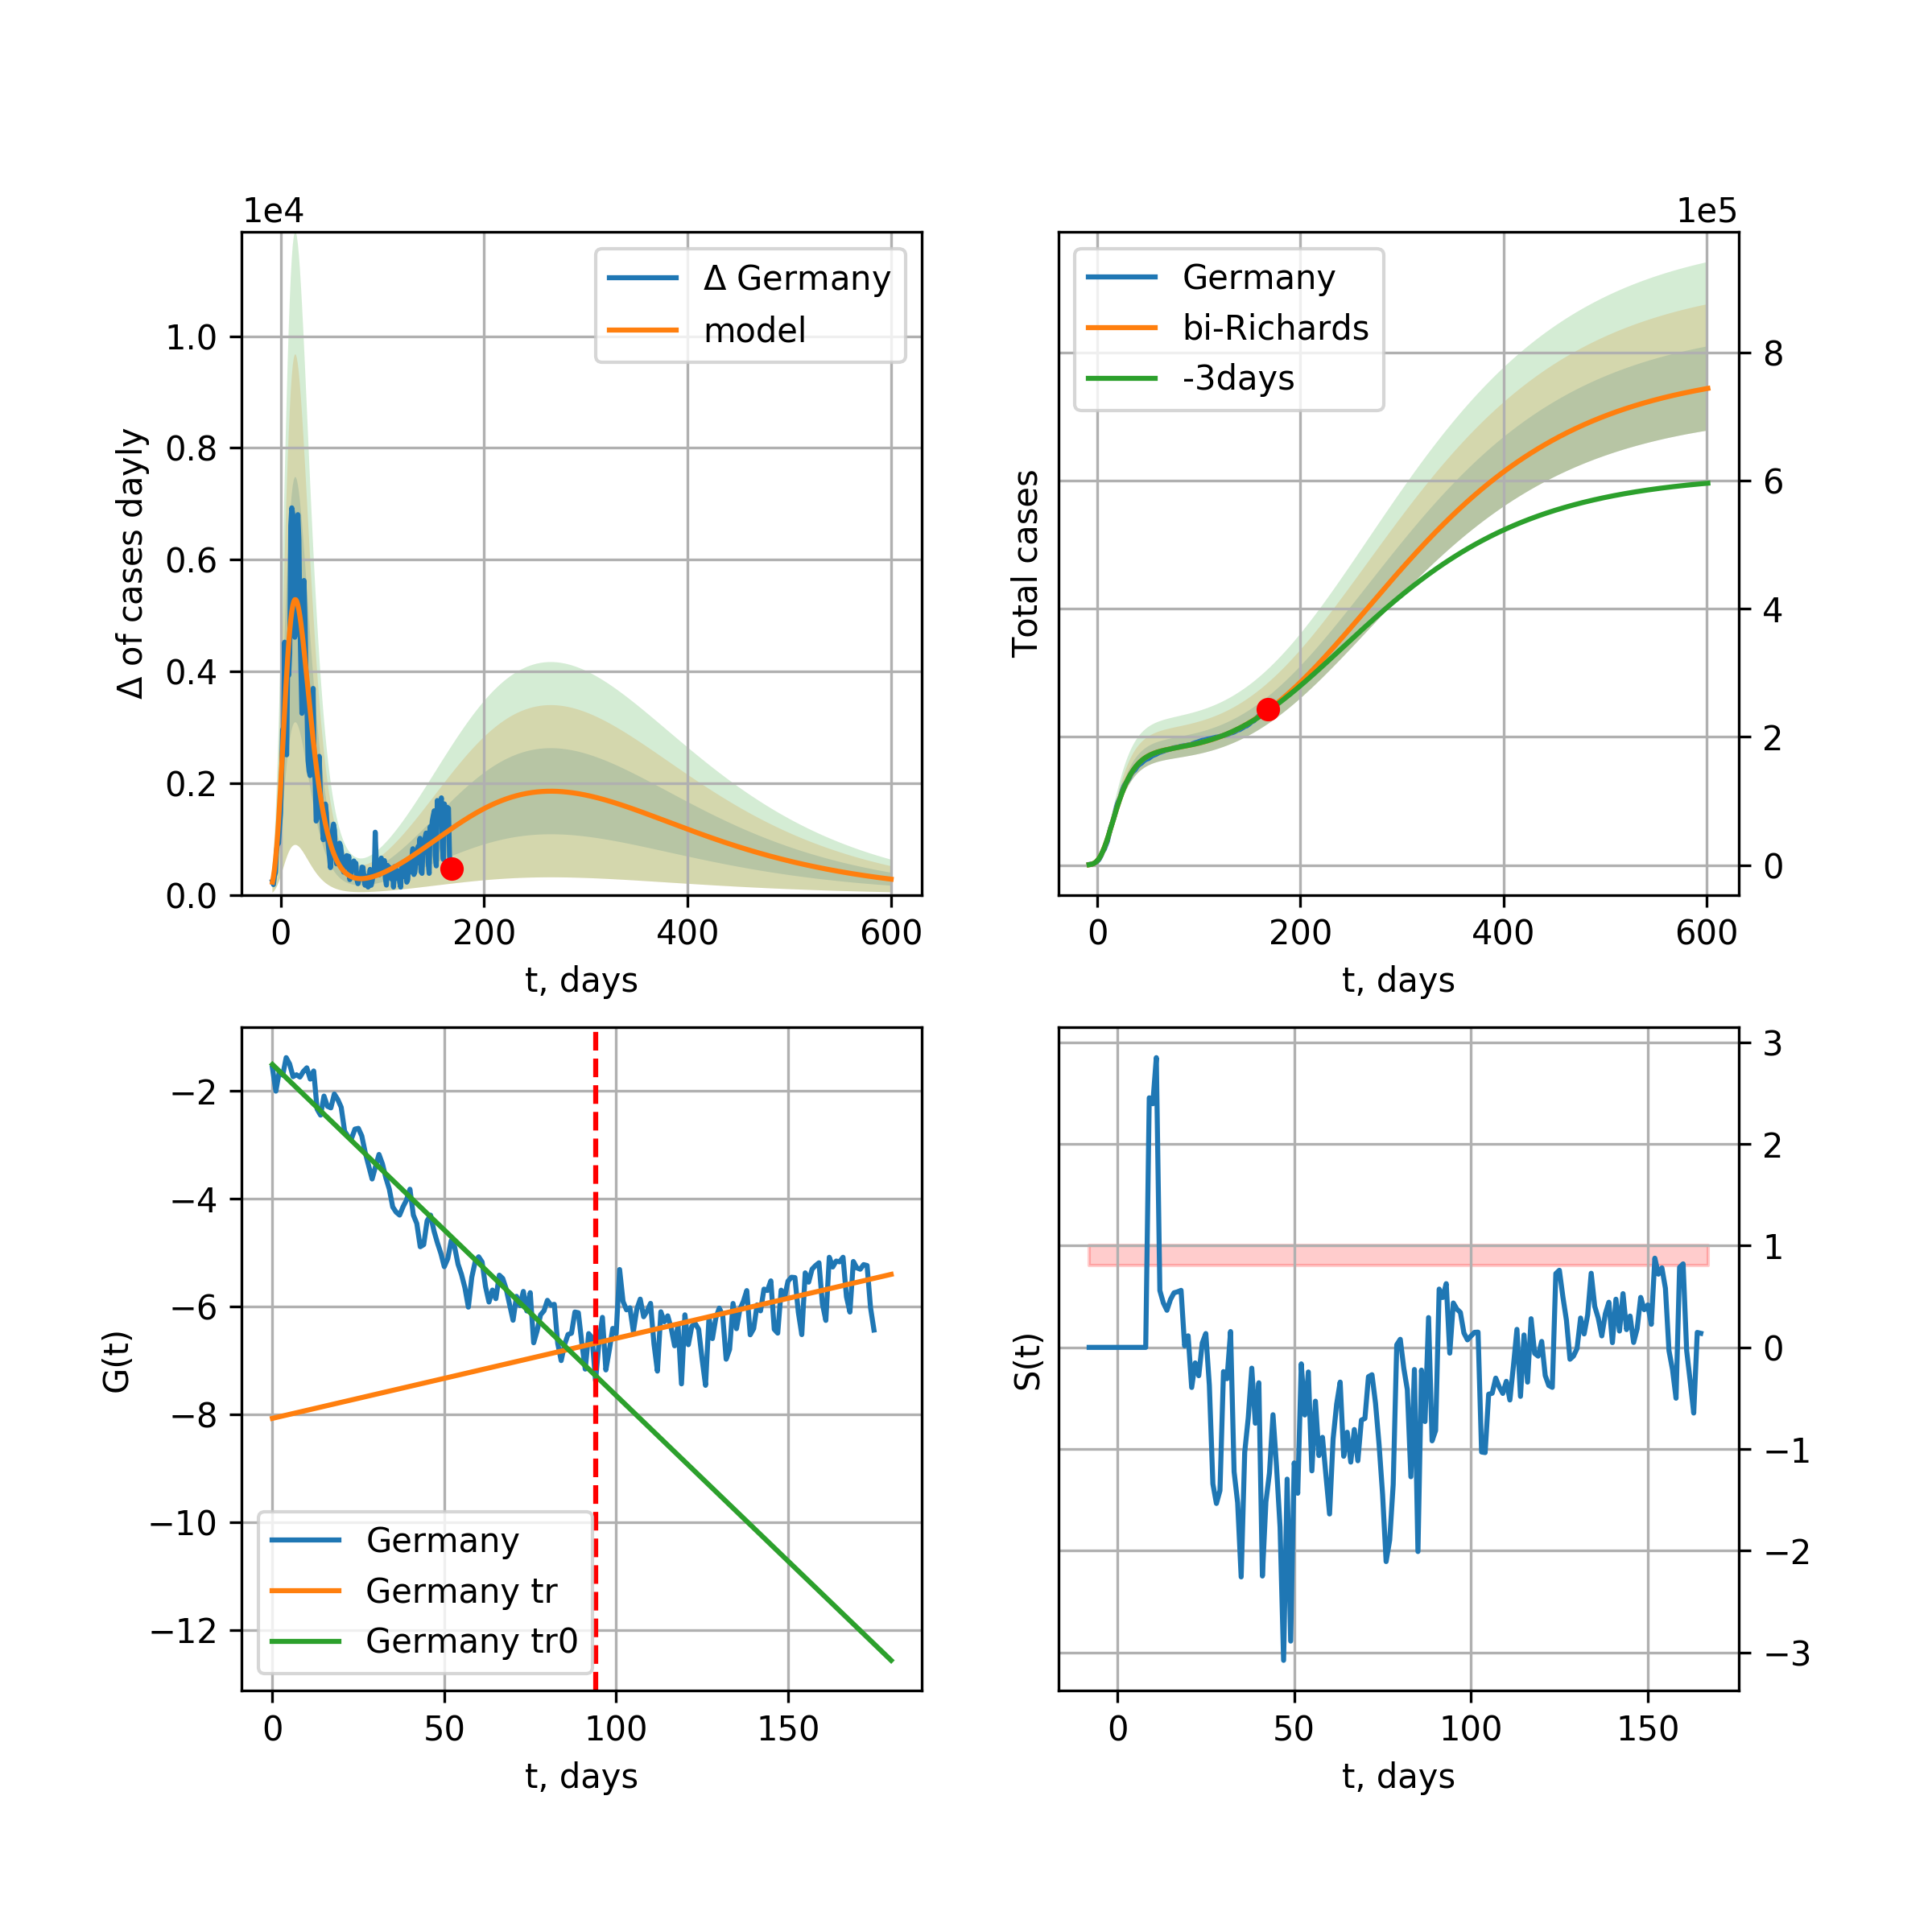 1e4
Δ of cases dayly
1.0
0.8
0.6
0.4
0.2
0.0
0 200 400 600
t, days
Δ Germany
model
1e5
Total cases
8
6
4
2
0
0 200 400 600
t, days
Germany
bi-Richards
-3days
G(t)
−2
−4
−6
−8
−10
−12
0 50 100 150
t, days
Germany
Germany tr
Germany tr0
S(t)
3
2
1
0
−1
−2
−3
0 50 100 150
t, days